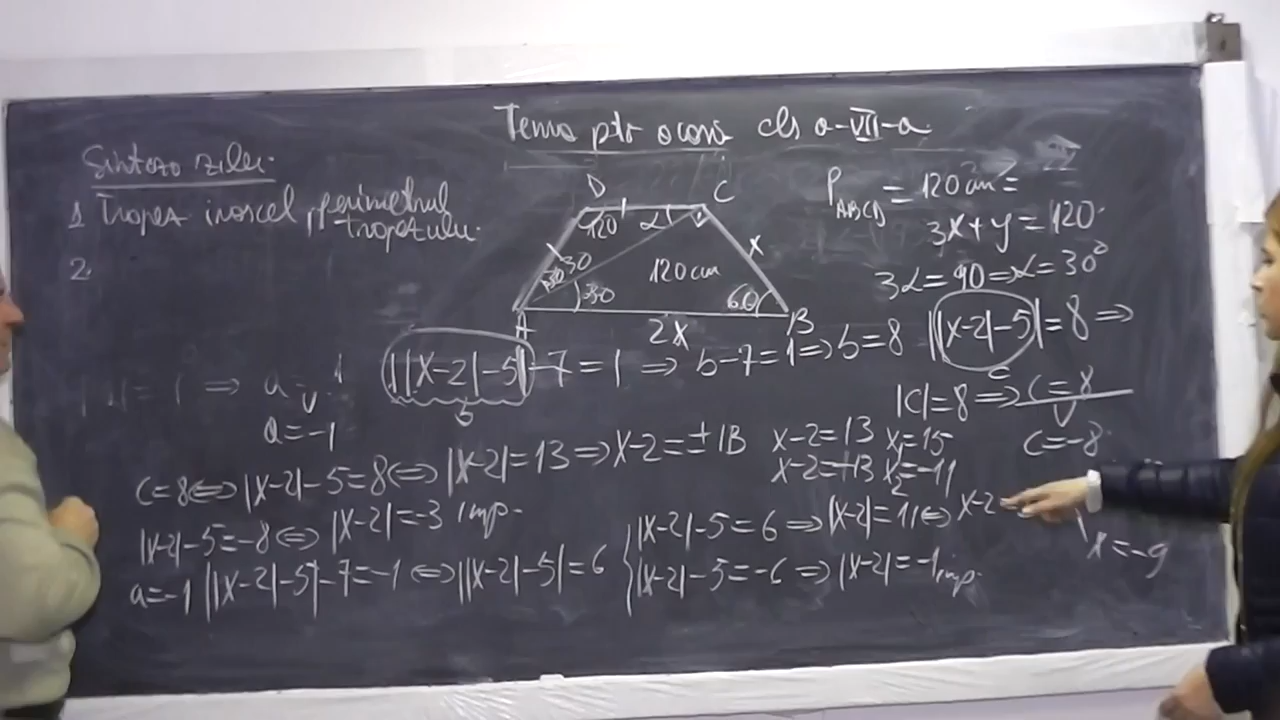 Tema ptr acasă cls a-VII-a
Sinteza zilei
1 Trapez isoscel, perimetrul trapezului.
2
D C
120 α
30
30 30
120 cm
x
60
A B
2x
P ABCD = 120 cm =
3x + y = 120
3α = 90 ⇒ α = 30°
||x-2|-5|-7=1 ⇒ b-7=1 ⇒ b=8 ||x-2|-5|=8 ⇒
b
c
= 1 ⇒ a = 1
∨
a=-1
|c|=8 ⇒ c=8
∨
c=-8
c=8 ⇔ |x-2|-5=8 ⇔ |x-2|=13 ⇒ x-2=±13 x-2=13 x₁=15
x-2=-13 x₂=-11
|x-2|-5=-8 ⇔ |x-2|=-3 imp.
a=-1 ||x-2|-5|-7=-1 ⇔ ||x-2|-5|=6
|x-2|-5=6 ⇒ |x-2|=11 ⇔ x-2
x=-9
|x-2|-5=-6 ⇒ |x-2|=-1 imp.